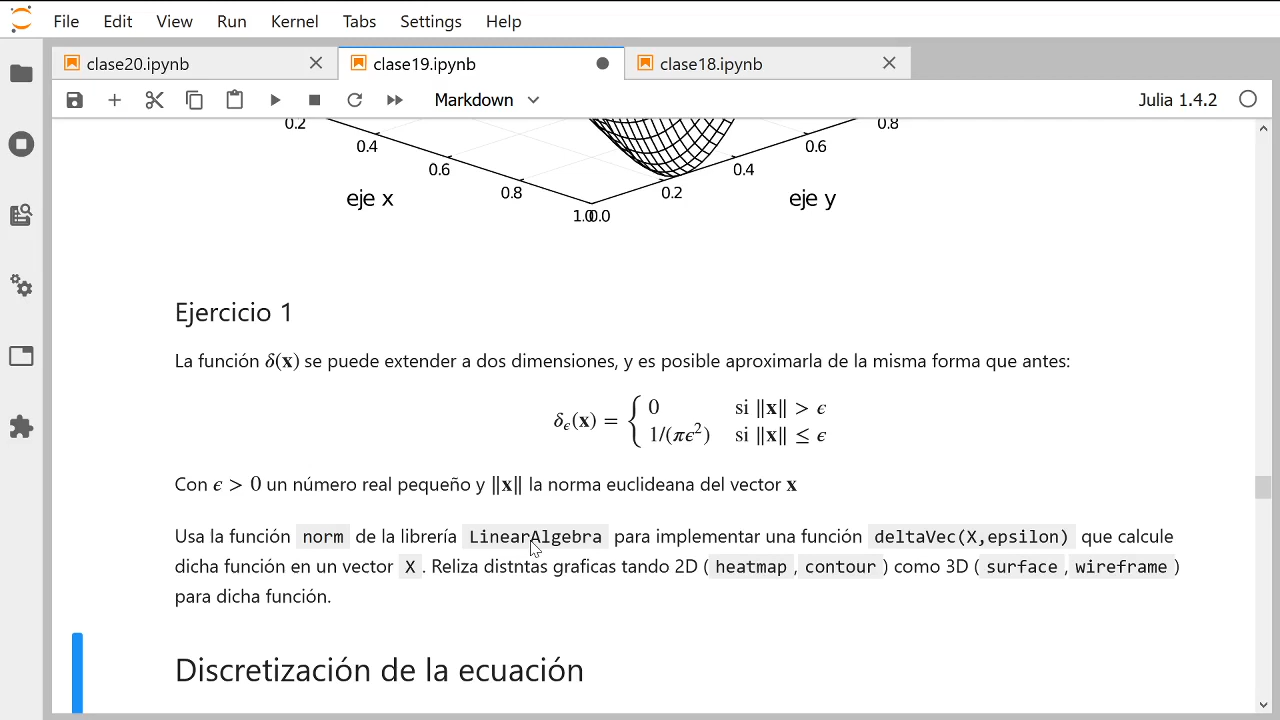 File Edit View Run Kernel Tabs Settings Help
clase20.ipynb clase19.ipynb clase18.ipynb
Markdown Julia 1.4.2
0.2 0.8
0.4 0.6
0.6 0.4
0.8 0.2
eje x eje y
1.0 0.0
Ejercicio 1
La función δ(x) se puede extender a dos dimensiones, y es posible aproximarla de la misma forma que antes:
δϵ(x) = { 0 si ‖x‖ > ϵ
1/(πϵ²) si ‖x‖ ≤ ϵ
Con ϵ > 0 un número real pequeño y ‖x‖ la norma euclideana del vector x
Usa la función norm de la librería LinearAlgebra para implementar una función deltaVec(X,epsilon) que calcule
dicha función en un vector X . Reliza distntas graficas tando 2D ( heatmap , contour ) como 3D ( surface , wireframe )
para dicha función.
Discretización de la ecuación